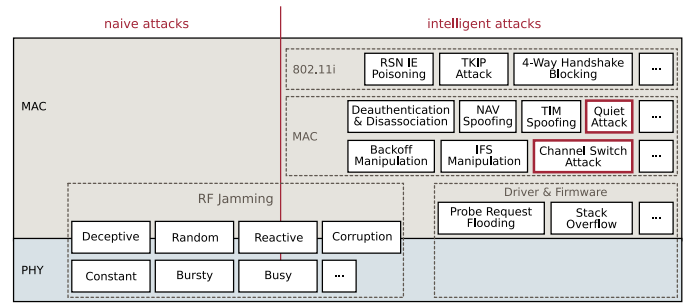 naive attacks
intelligent attacks
MAC
802.11i
RSN IE
Poisoning
TKIP
Attack
4-Way Handshake
Blocking
...
MAC
Deauthentication
& Disassociation
NAV
Spoofing
TIM
Spoofing
Quiet
Attack
...
Backoff
Manipulation
IFS
Manipulation
Channel Switch
Attack
...
RF Jamming
Deceptive
Random
Reactive
Corruption
Constant
Bursty
Busy
...
Driver & Firmware
Probe Request
Flooding
Stack
Overflow
...
PHY